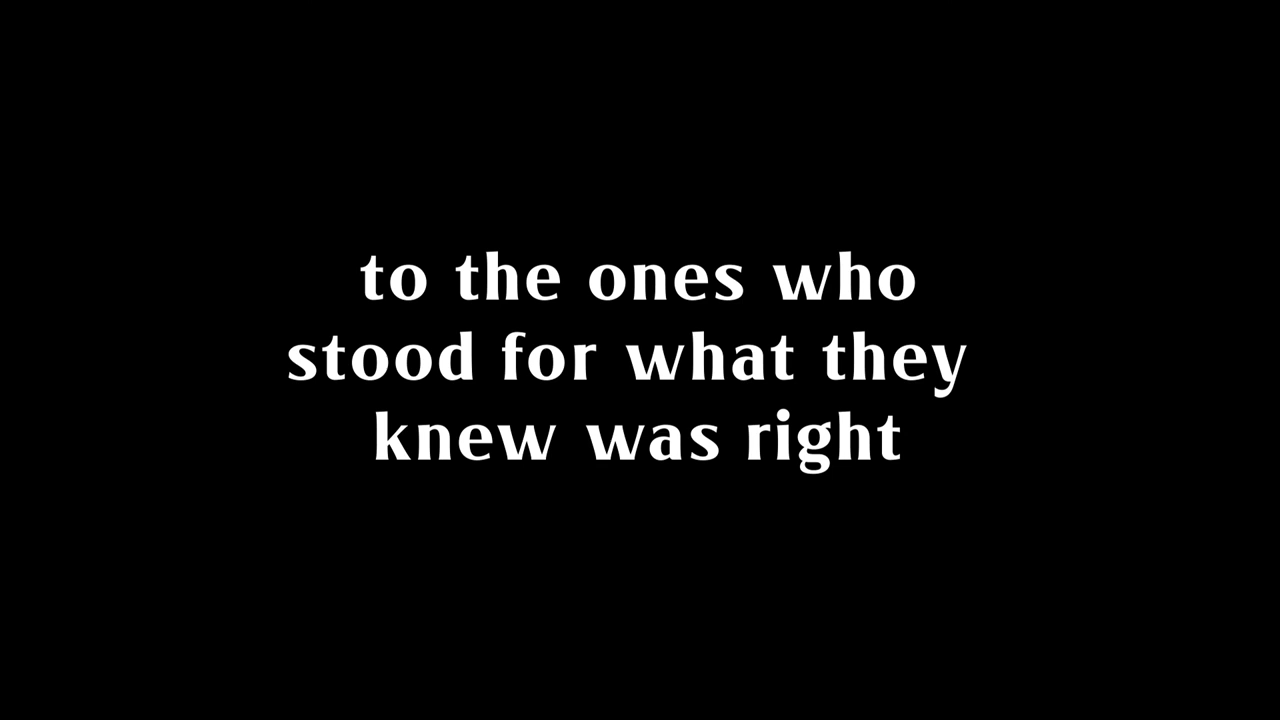 to the ones who
stood for what they
knew was right